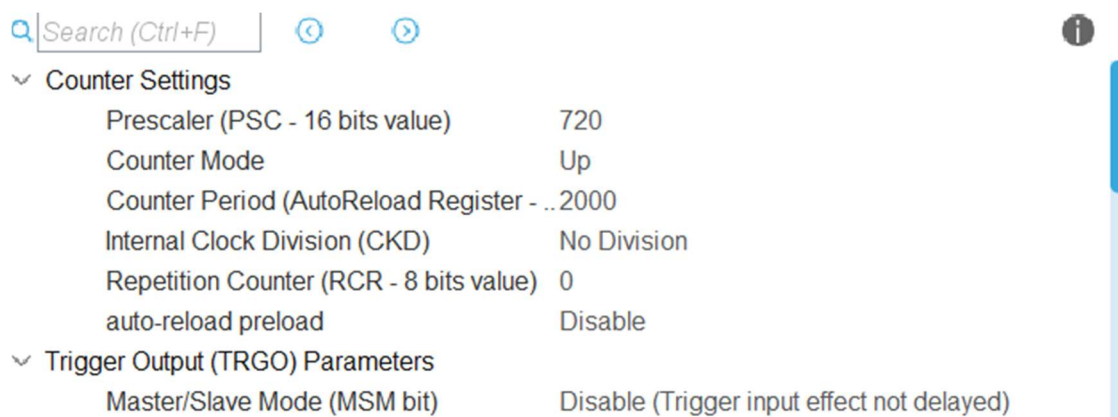 Search (Ctrl+F)
Counter Settings
Prescaler (PSC - 16 bits value) 720
Counter Mode Up
Counter Period (AutoReload Register - .. 2000
Internal Clock Division (CKD) No Division
Repetition Counter (RCR - 8 bits value) 0
auto-reload preload Disable
Trigger Output (TRGO) Parameters
Master/Slave Mode (MSM bit) Disable (Trigger input effect not delayed)